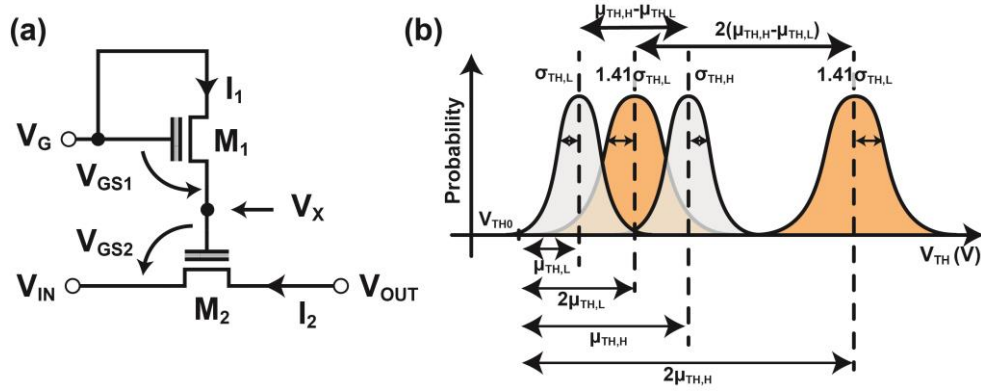 (a)
I1
VG
M1
VGS1
VX
VGS2
VIN
VOUT
M2
I2
(b)
μTH,H-μTH,L
2(μTH,H-μTH,L)
σTH,L
1.41σTH,L
σTH,H
1.41σTH,L
Probability
VTH0
VTH (V)
μTH,L
2μTH,L
μTH,H
2μTH,H